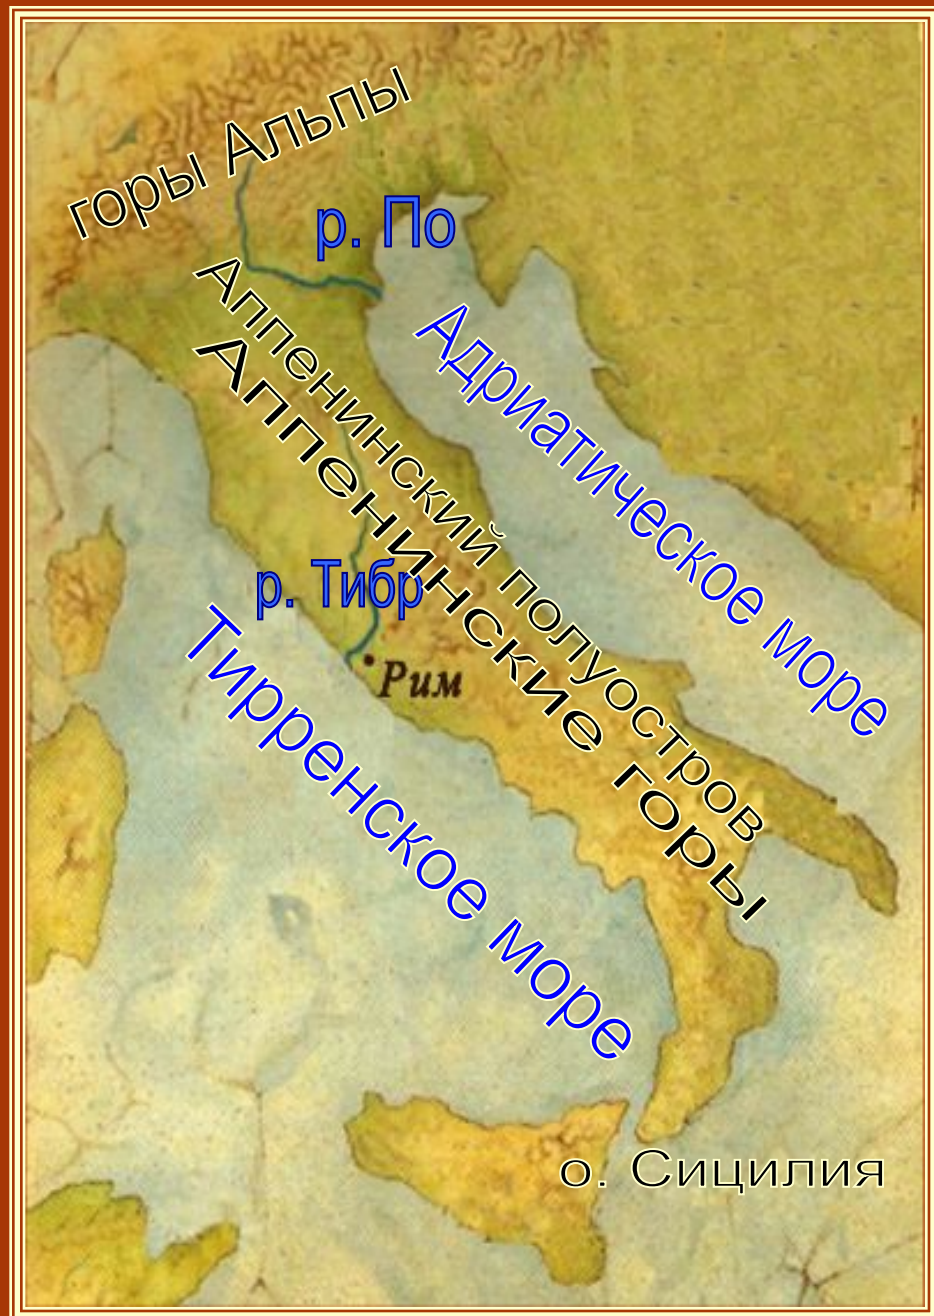 горы Альпы
р. По
Аппенинский полуостров
Аппенинские горы
Адриатическое море
р. Тибр
Рим
Тирренское море
о. Сицилия